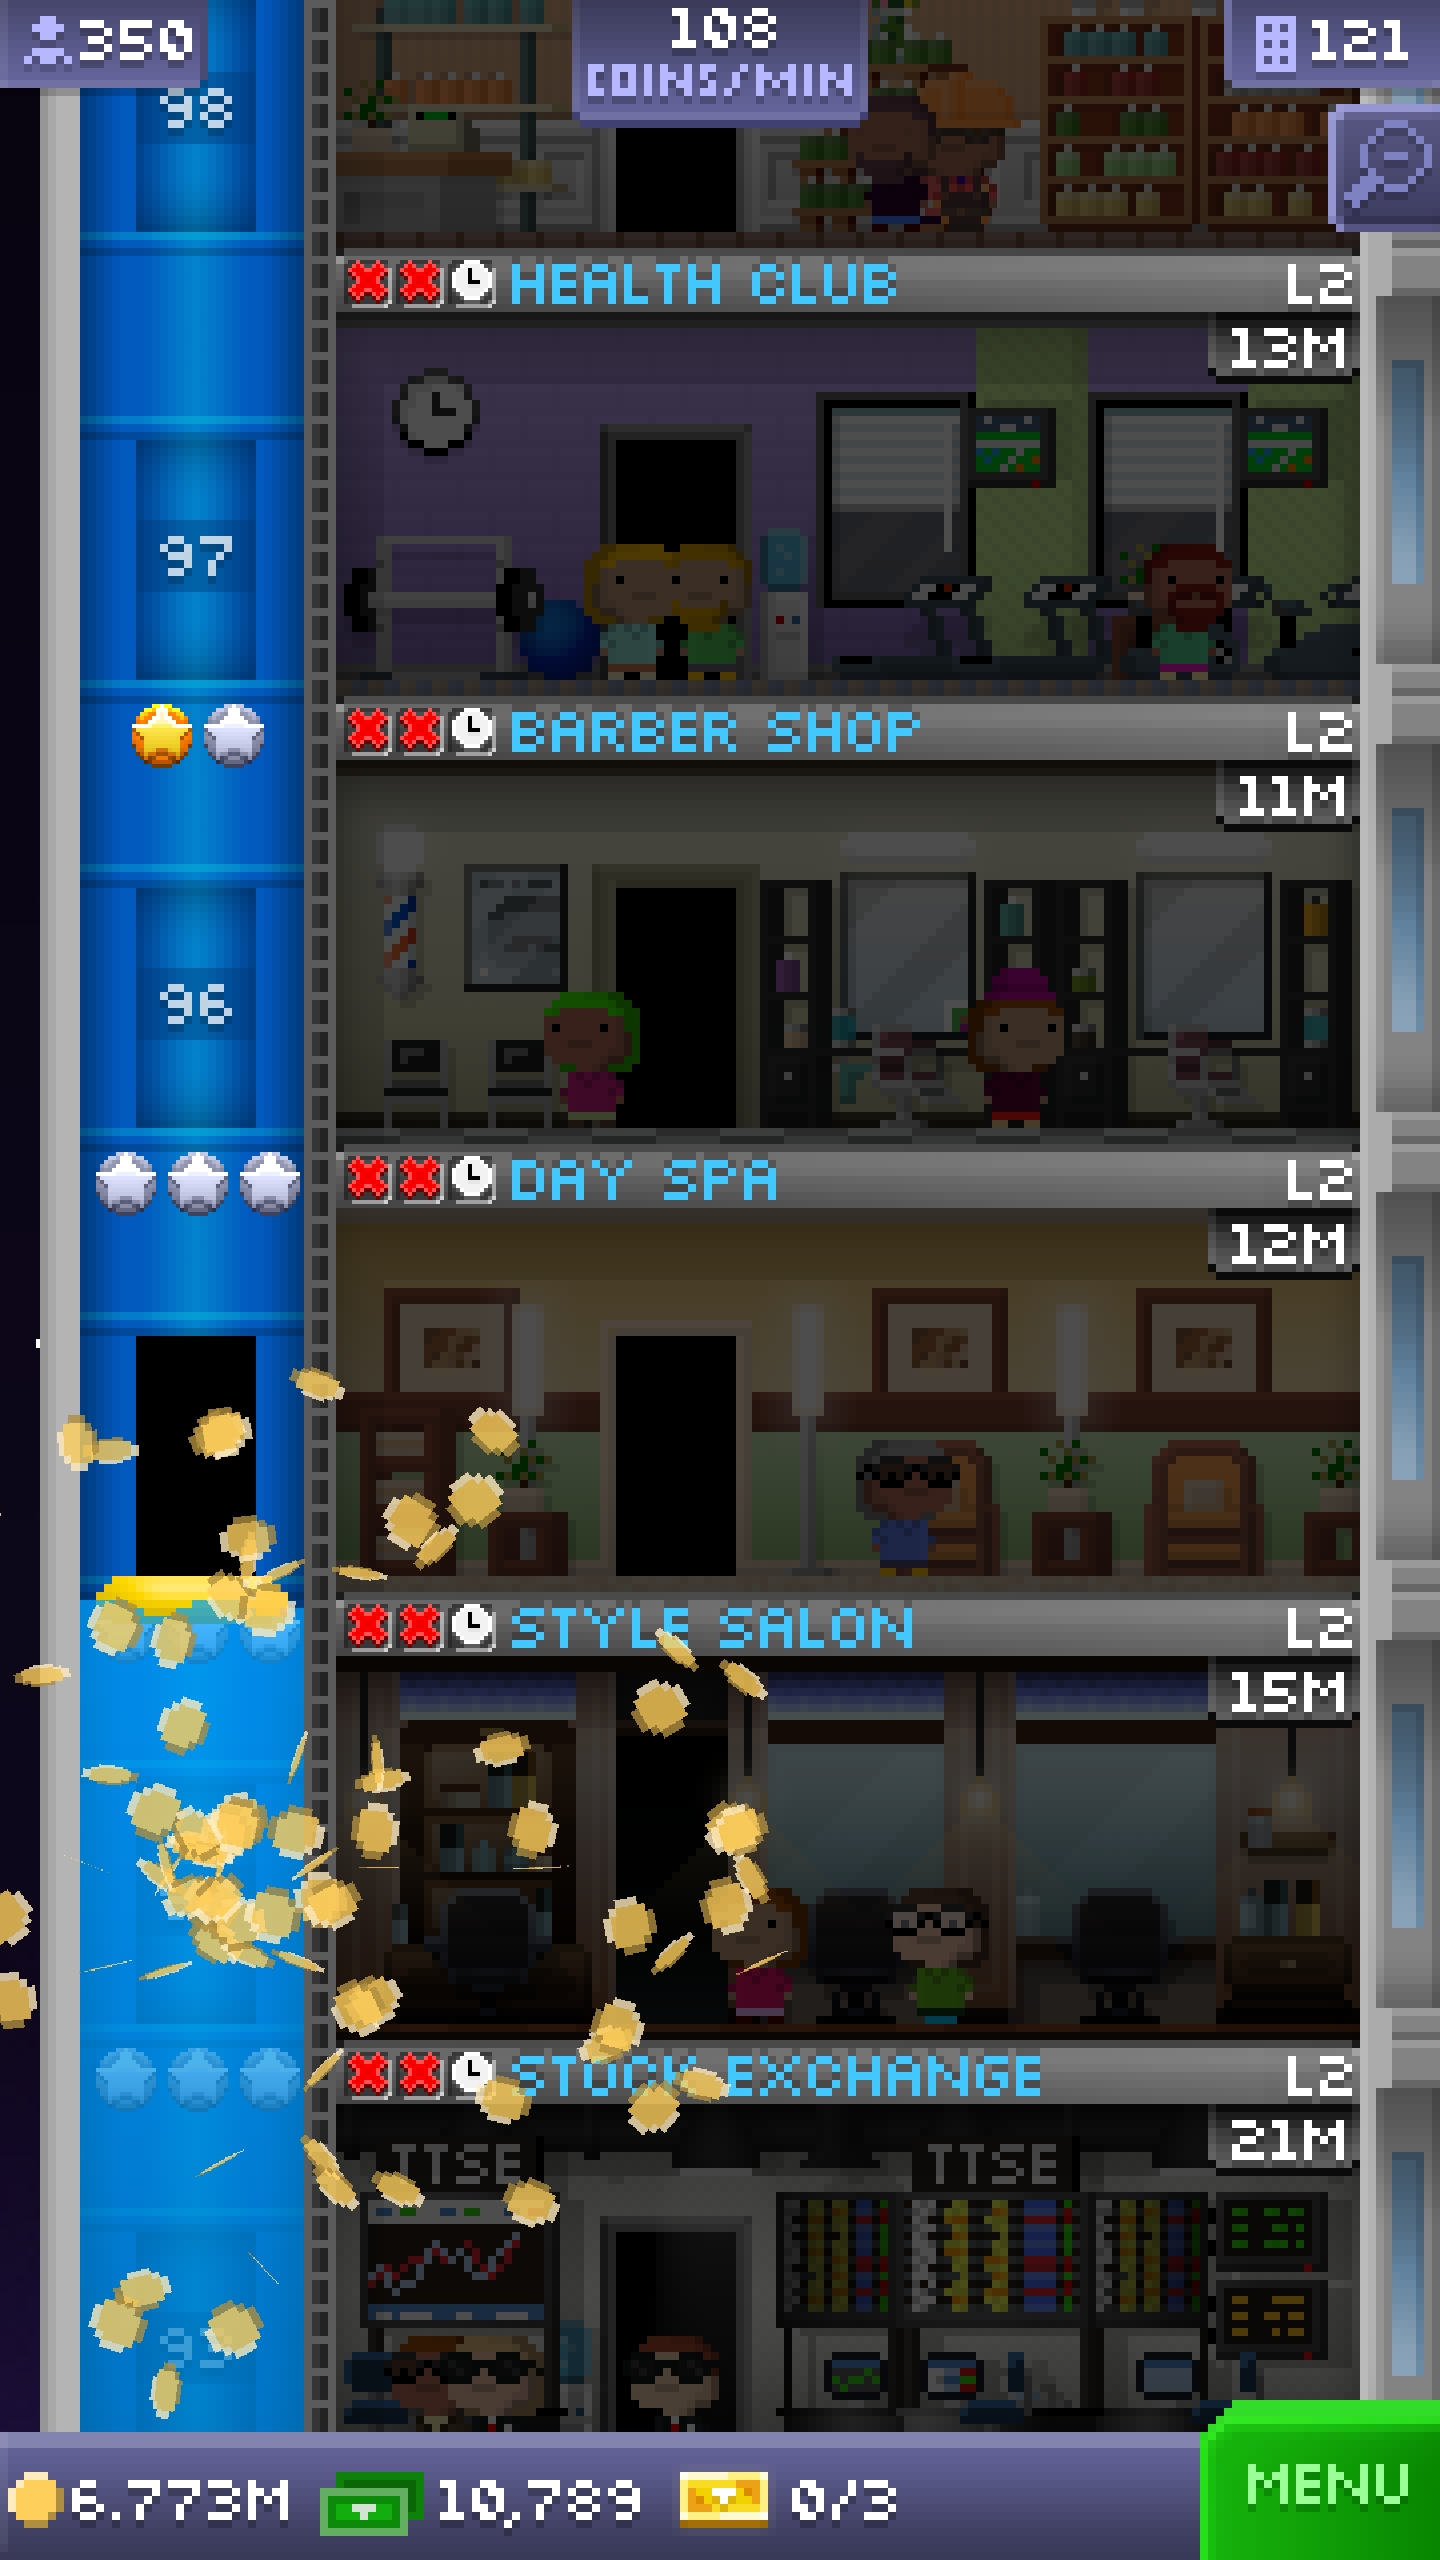 350
108
COINS/MIN
121
98
HEALTH CLUB L2
13M
97
BARBER SHOP L2
11M
96
DAY SPA L2
12M
STYLE SALON L2
15M
STOCK EXCHANGE L2
21M
TTSE TTSE
6.773M 10,789 0/3 MENU